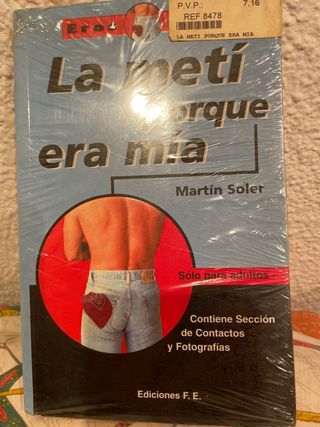 P.V.P.: 7,16
REF.8478
LA METI PORQUE ERA MIA
Eros
La metí
porque
era mía
Martín Soler
Sólo para adultos
Contiene Sección
de Contactos
y Fotografías
Ediciones F. E.